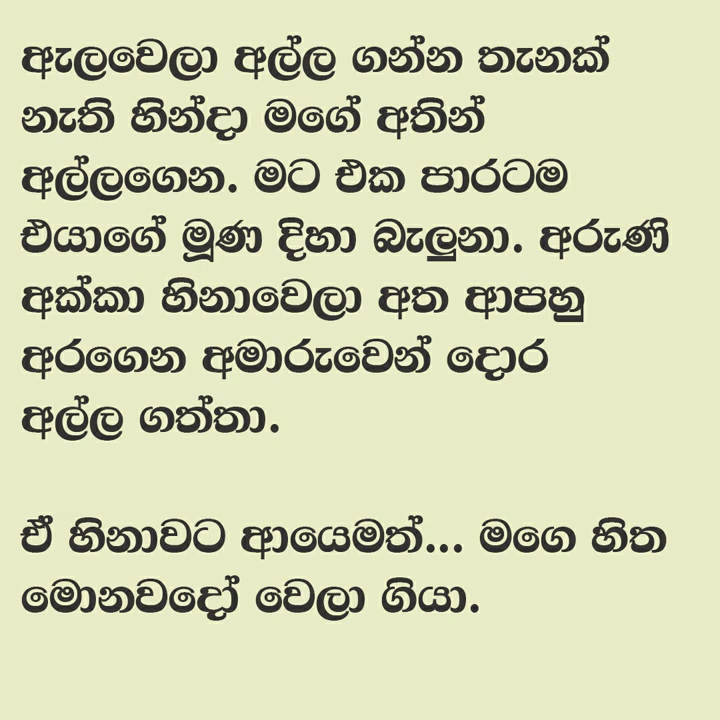 ඇලවෙලා අල්ල ගන්න තැනක්
නැති හින්දා මගේ අතින්
අල්ලගෙන. මට එක පාරටම
එයාගේ මූණ දිහා බැලුනා. අරුණි
අක්කා හිනාවෙලා අත ආපහු
අරගෙන අමාරුවෙන් දොර
අල්ල ගත්තා.
ඒ හිනාවට ආයෙමත්... මගෙ හිත
මොනවදෝ වෙලා ගියා.